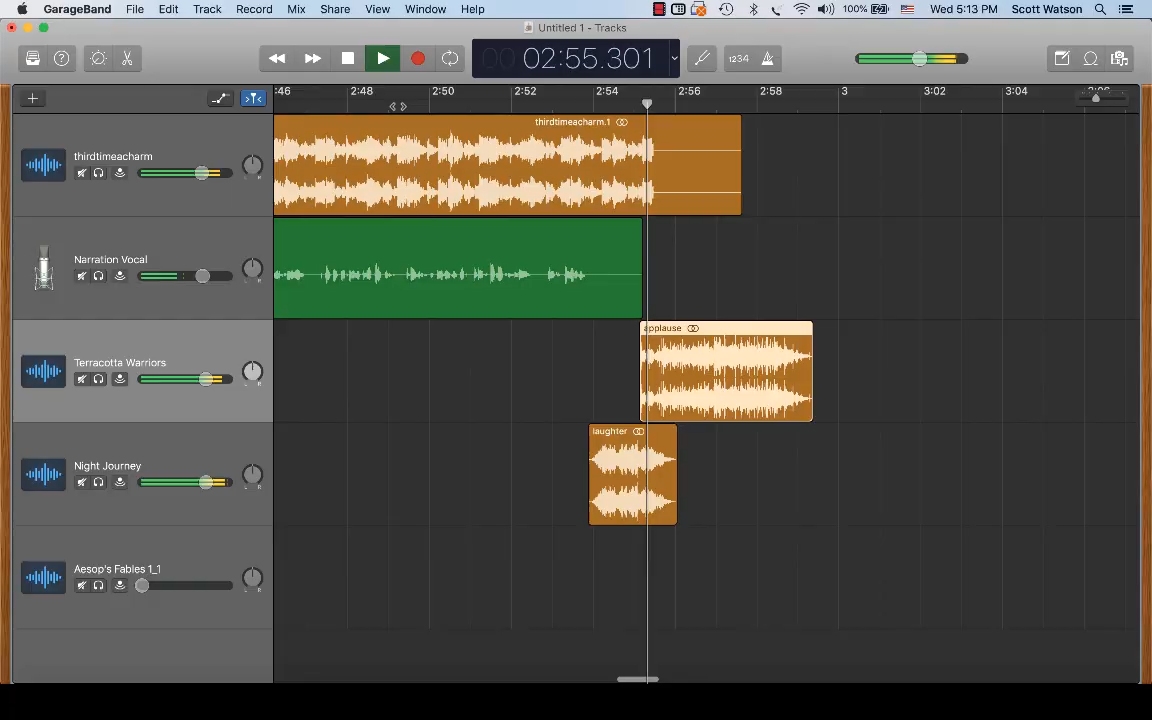 GarageBand File Edit Track Record Mix Share View Window Help 100% Wed 5:13 PM Scott Watson
Untitled 1 - Tracks
02:55.301 1234
:46 2:48 2:50 2:52 2:54 2:56 2:58 3 3:02 3:04
thirdtimeacharm.1
thirdtimeacharm
L R
Narration Vocal
L R
applause
Terracotta Warriors
L R
laughter
Night Journey
L R
Aesop's Fables 1_1
L R